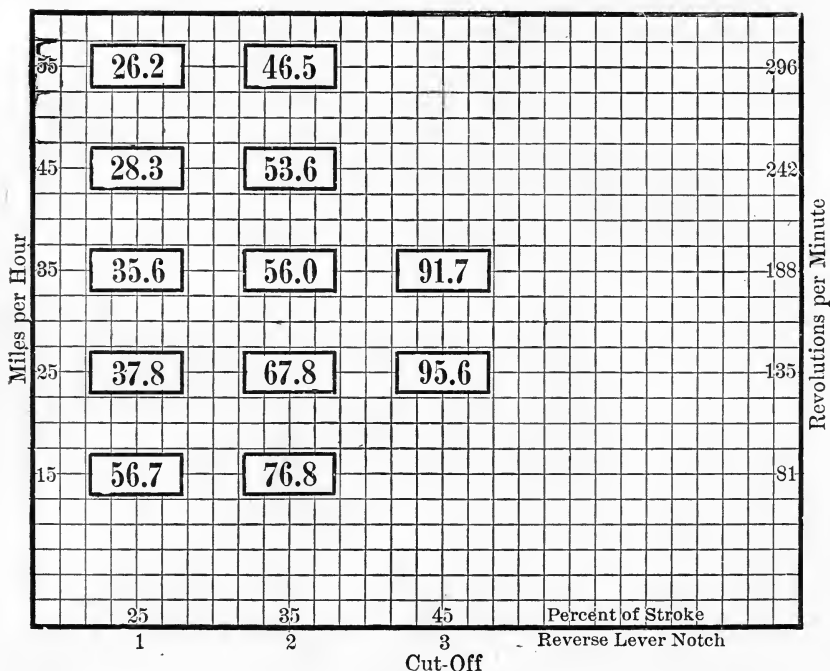 55 26.2 46.5 296
45 28.3 53.6 242
35 35.6 56.0 91.7 188
25 37.8 67.8 95.6 135
15 56.7 76.8 81
Miles per Hour
Revolutions per Minute
25 35 45 Percent of Stroke
1 2 3 Reverse Lever Notch
Cut-Off